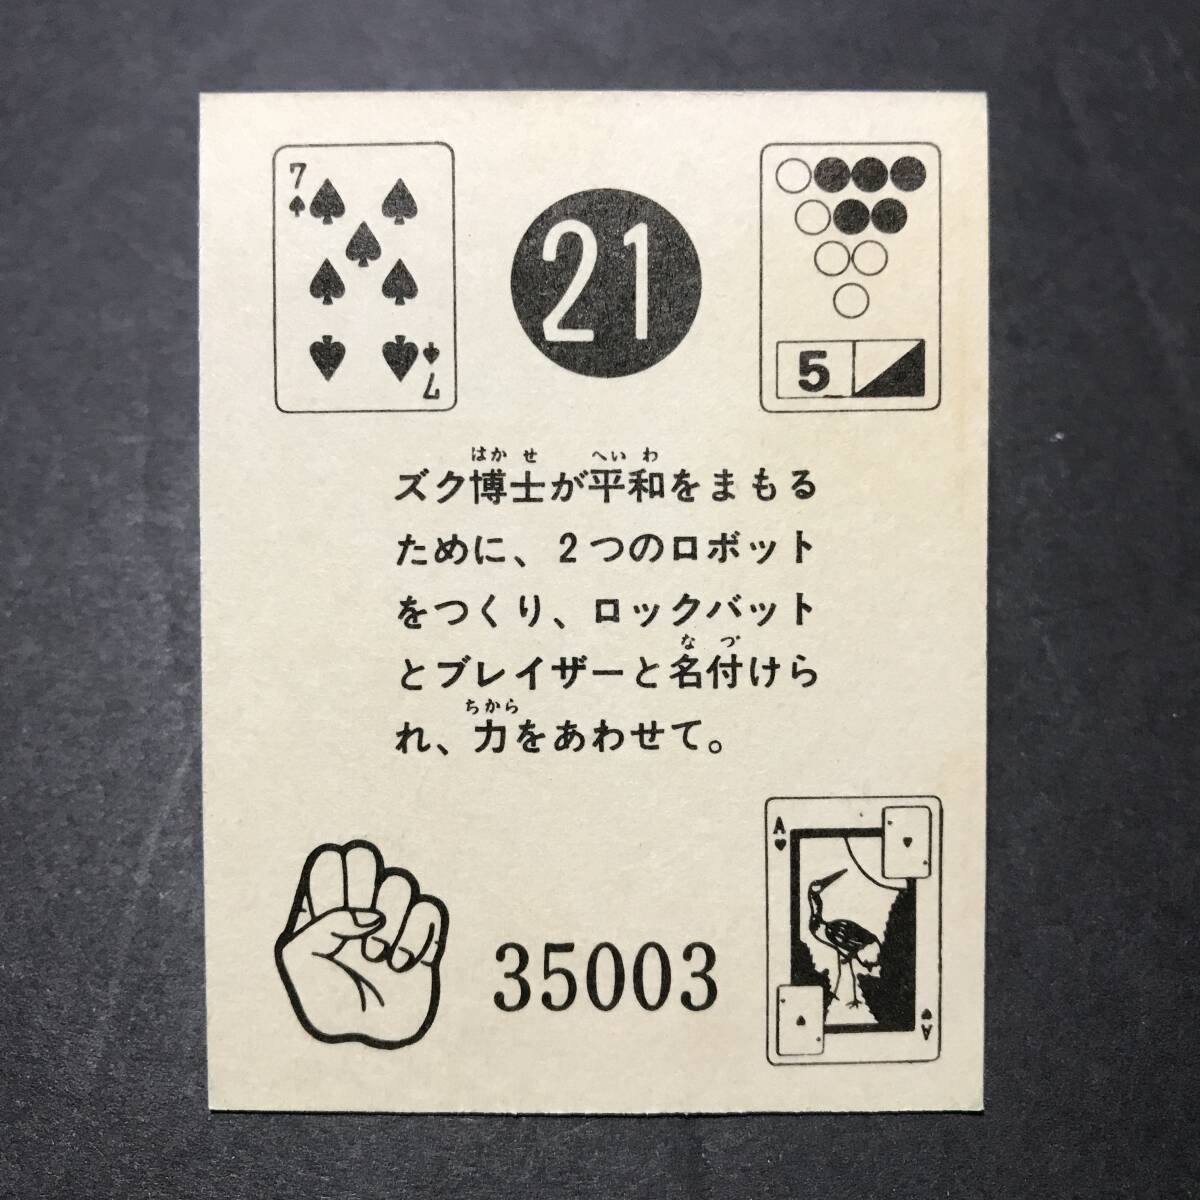 7
21
5
7
ズク博士が平和をまもる
はかせ へいわ
ために、2つのロボット
をつくり、ロックバット
とブレイザーと名付けら
なづ
れ、力をあわせて。
ちから
A
35003
A